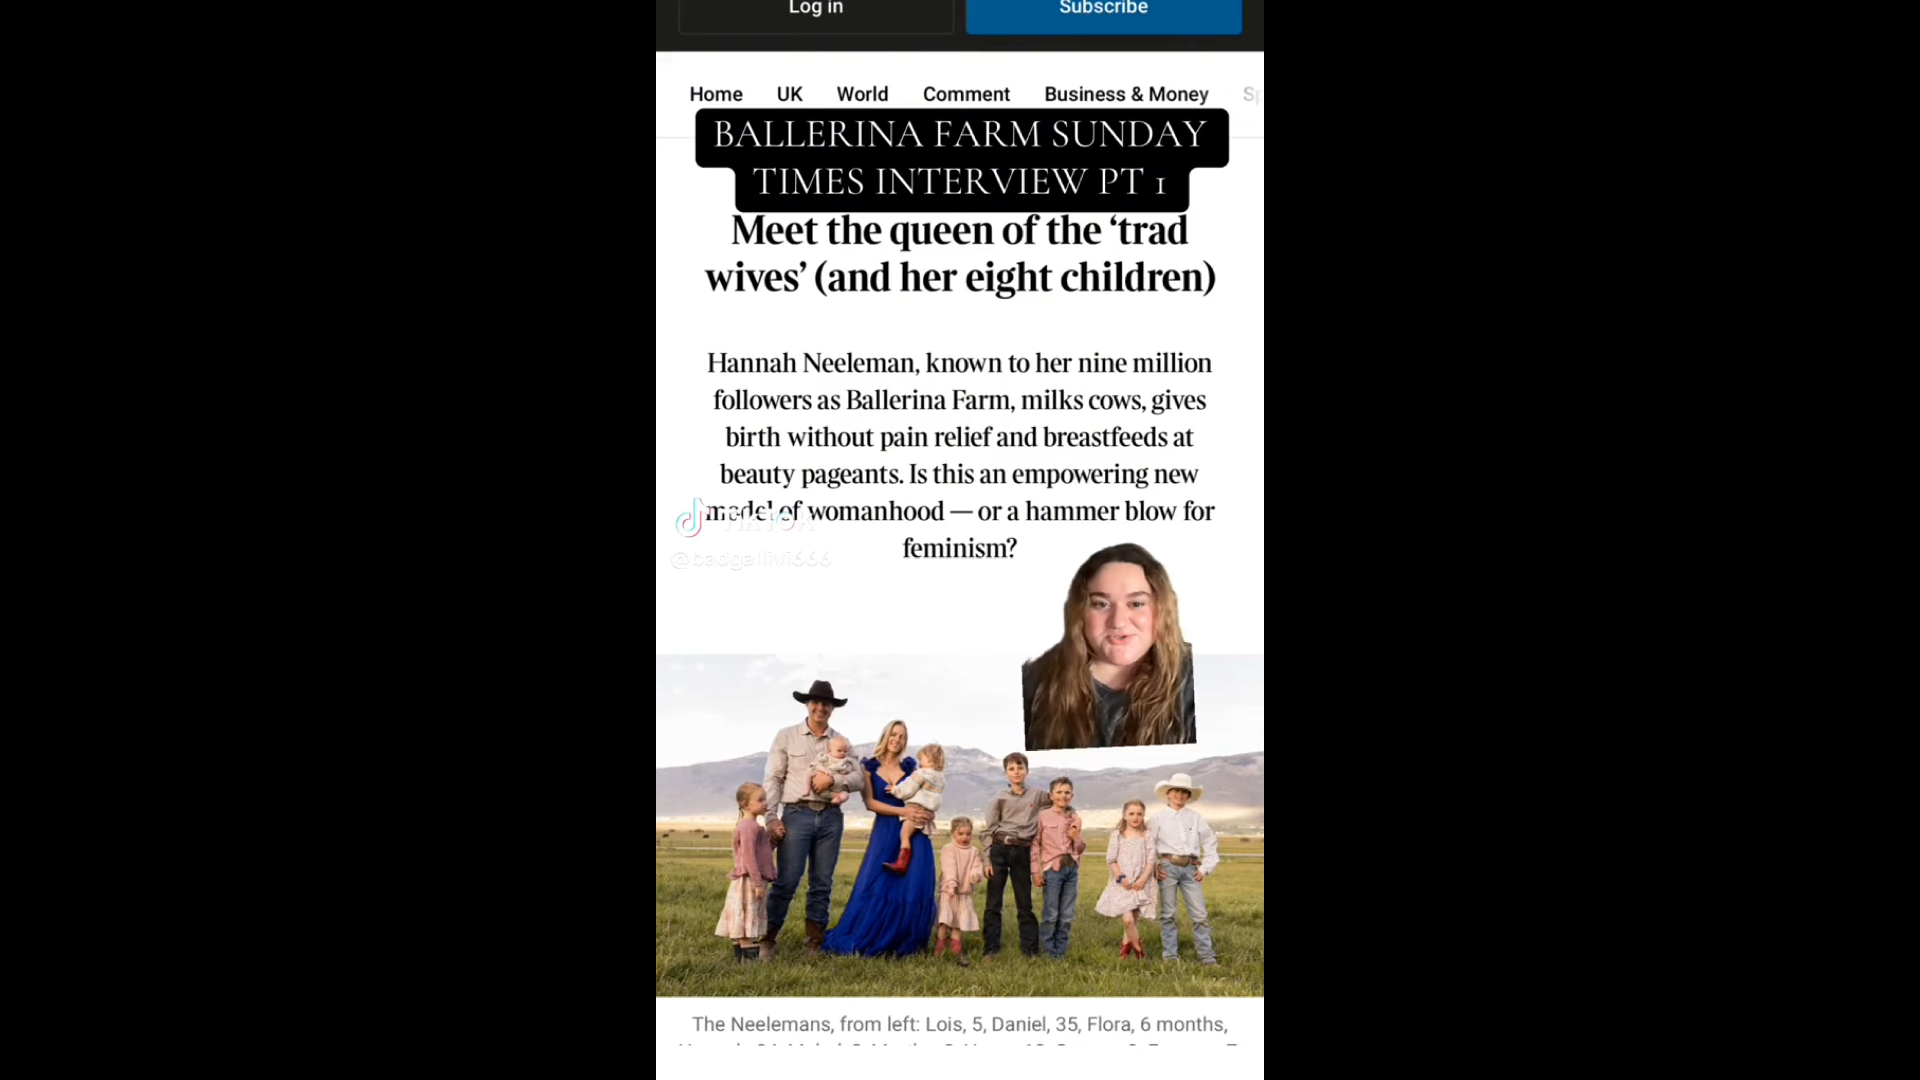 Log in
Subscribe
Home UK World Comment Business & Money Sp
BALLERINA FARM SUNDAY
TIMES INTERVIEW PT 1
Meet the queen of the ‘trad
wives’ (and her eight children)
Hannah Neeleman, known to her nine million
followers as Ballerina Farm, milks cows, gives
birth without pain relief and breastfeeds at
beauty pageants. Is this an empowering new
model of womanhood — or a hammer blow for
feminism?
TikTok
@badgallivi666
The Neelemans, from left: Lois, 5, Daniel, 35, Flora, 6 months,